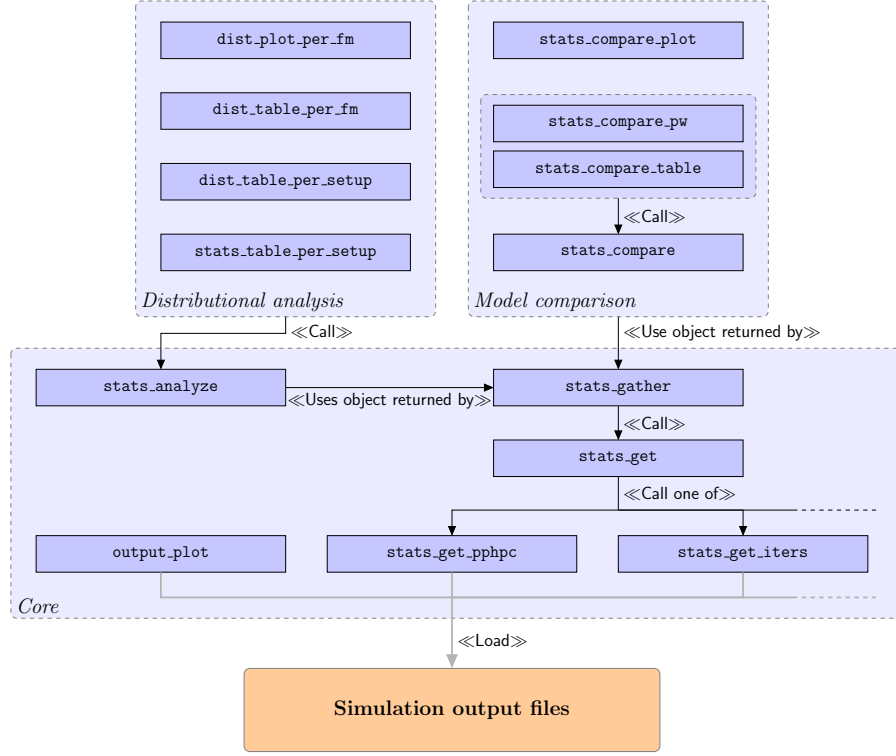 dist_plot_per_fm
stats_compare_plot
dist_table_per_fm
stats_compare_pw
dist_table_per_setup
stats_compare_table
≪Call≫
stats_table_per_setup
stats_compare
Distributional analysis
Model comparison
≪Call≫
≪Use object returned by≫
stats_analyze
stats_gather
≪Uses object returned by≫
≪Call≫
stats_get
≪Call one of≫
output_plot
stats_get_pphpc
stats_get_iters
Core
≪Load≫
Simulation output files